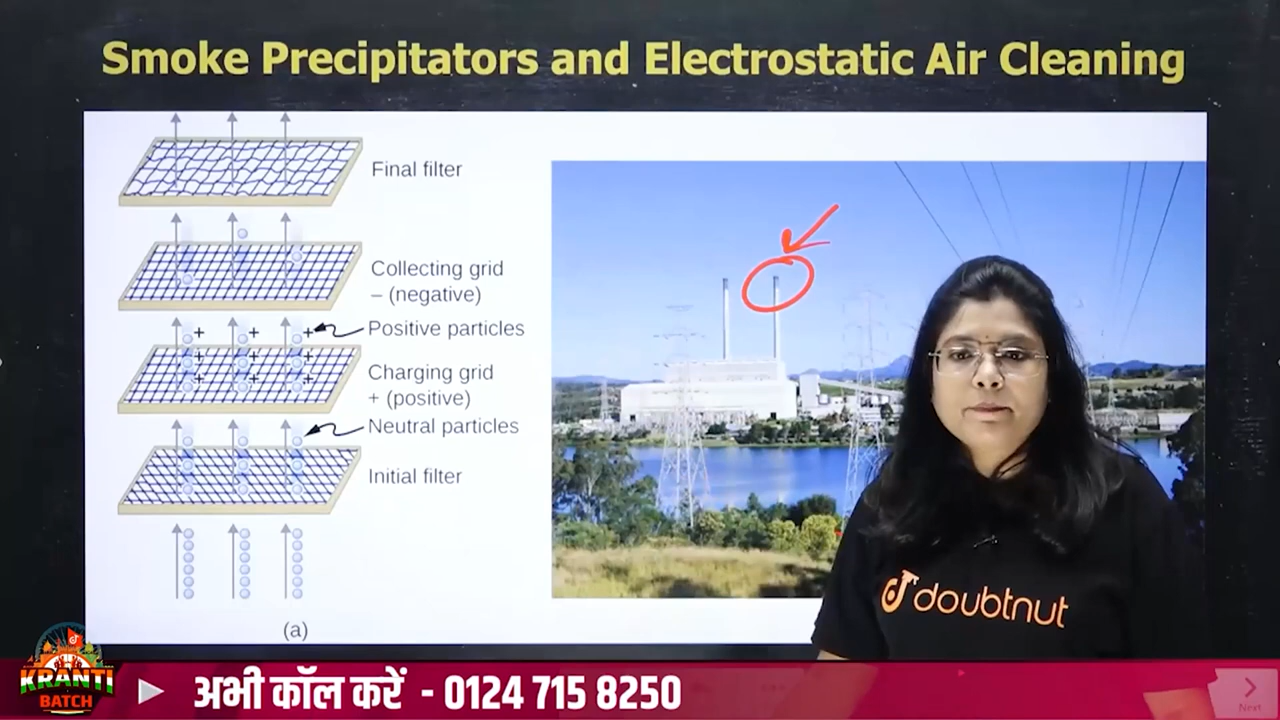 Smoke Precipitators and Electrostatic Air Cleaning
Final filter
Collecting grid
– (negative)
+ + +
Positive particles
+ + +
+ + +
Charging grid
+ (positive)
Neutral particles
Initial filter
(a)
doubtnut
KRANTI
BATCH
अभी कॉल करें - 0124 715 8250
Next